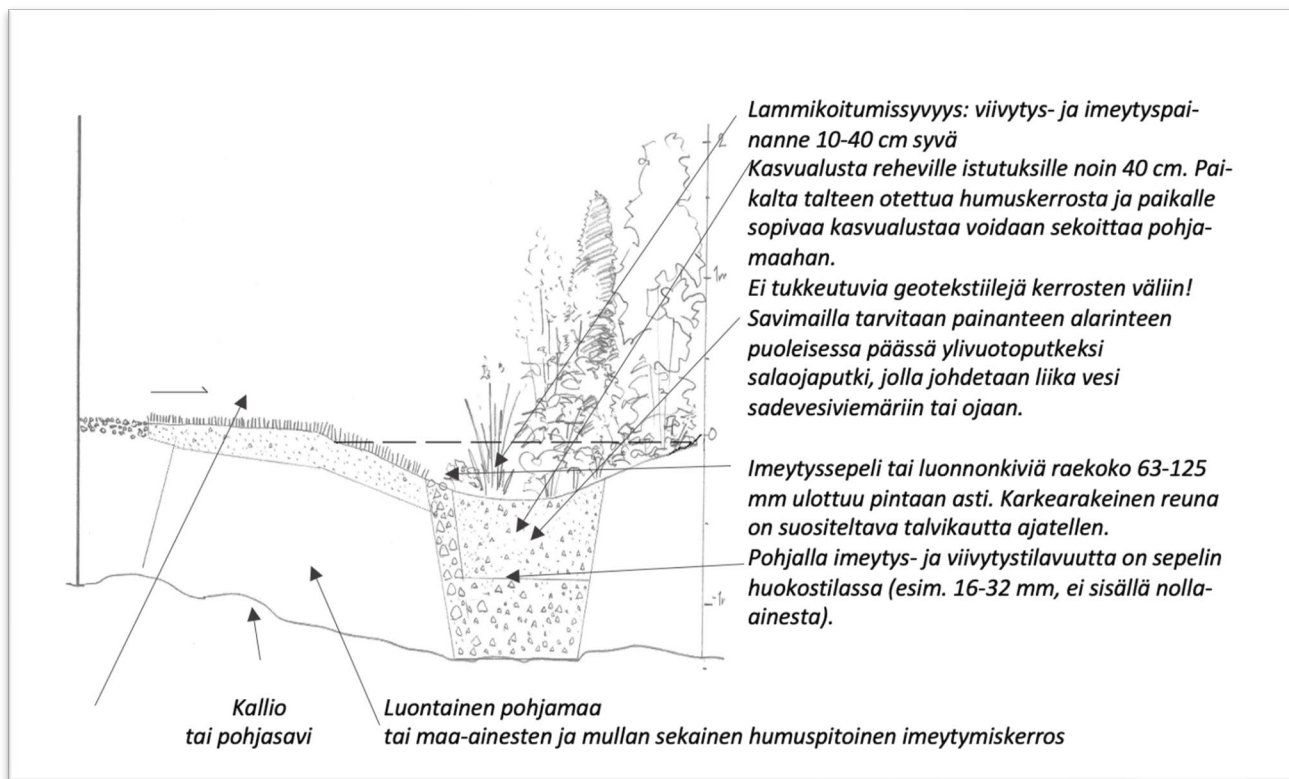 Lammikoitumissyvyys: viivytys- ja imeytyspai-
nanne 10-40 cm syvä
Kasvualusta reheville istutuksille noin 40 cm. Pai-
kalta talteen otettua humuskerrosta ja paikalle
sopivaa kasvualustaa voidaan sekoittaa pohja-
maahan.
Ei tukkeutuvia geotekstiilejä kerrosten väliin!
Savimailla tarvitaan painanteen alarinteen
puoleisessa päässä ylivuotoputkeksi
salaojaputki, jolla johdetaan liika vesi
sadevesiviemäriin tai ojaan.
Imeytyssepeli tai luonnonkiviä raekoko 63-125
mm ulottuu pintaan asti. Karkearakeinen reuna
on suositeltava talvikautta ajatellen.
Pohjalla imeytys- ja viivytystilavuutta on sepelin
huokostilassa (esim. 16-32 mm, ei sisällä nolla-
ainesta).
2
1m
0
Kallio
tai pohjasavi
Luontainen pohjamaa
tai maa-ainesten ja mullan sekainen humuspitoinen imeytymiskerros